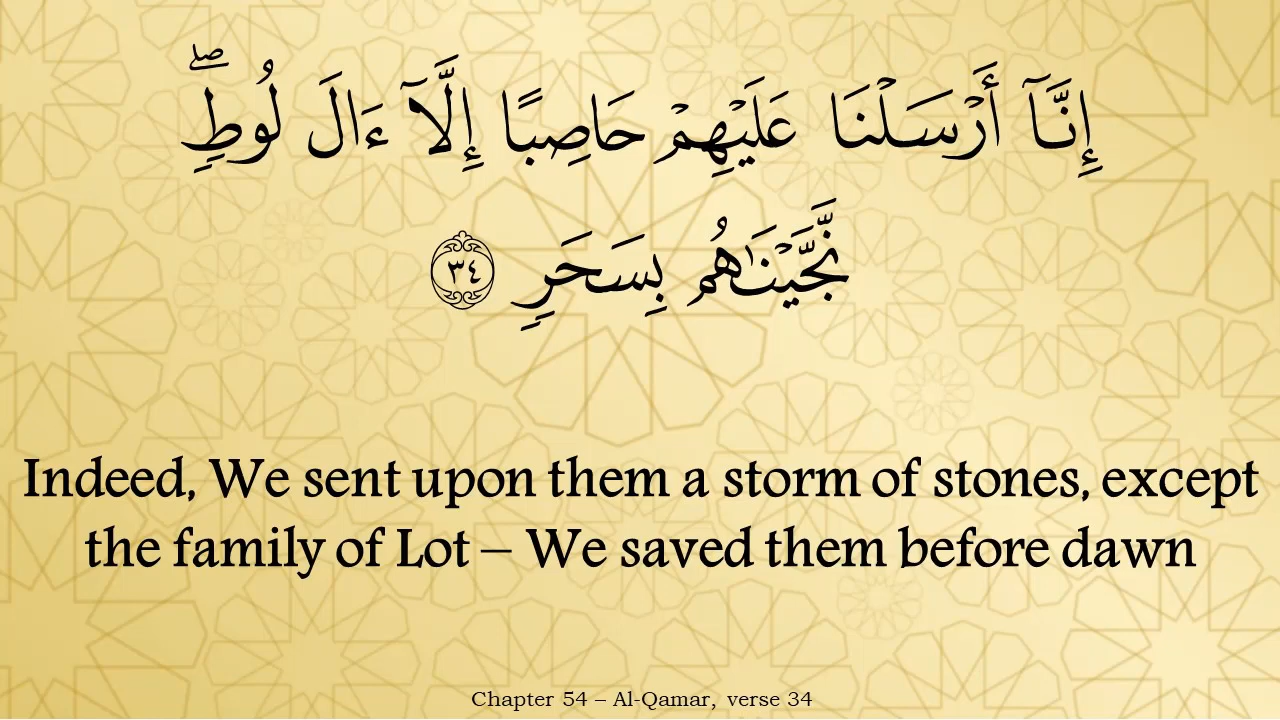 إِنَّآ أَرْسَلْنَا عَلَيْهِمْ حَاصِبًا إِلَّآ ءَالَ لُوطٍۖ
نَّجَّيْنَٰهُم بِسَحَرٍ ٣٤
Indeed, We sent upon them a storm of stones, except
the family of Lot – We saved them before dawn
Chapter 54 – Al-Qamar, verse 34